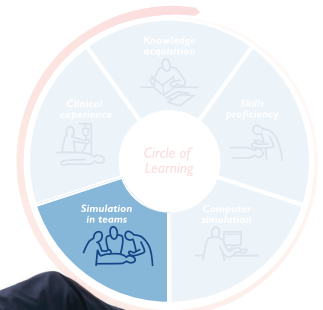 Knowledge
acquisition
Clinical
experience
Skills
proficiency
Circle of
Learning
Simulation
in teams
Computer
simulation